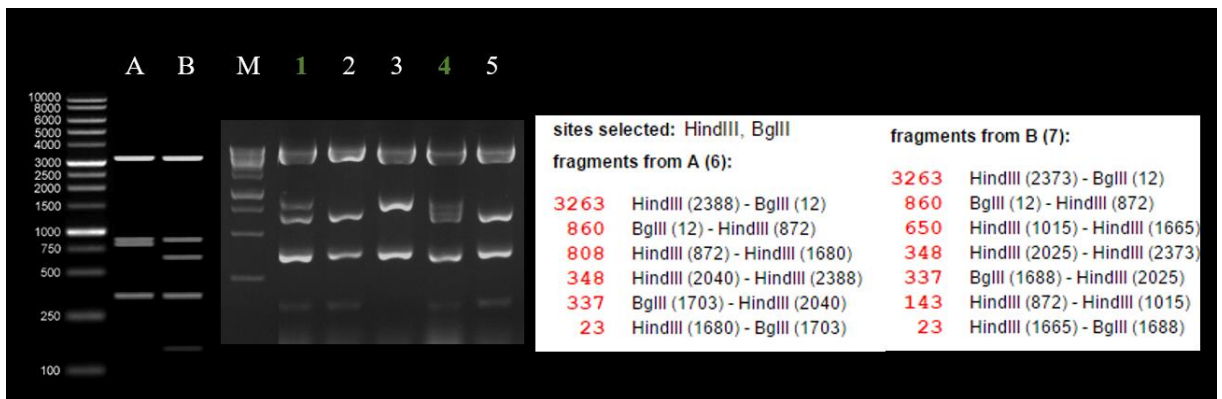 A B M 1 2 3 4 5
10000
8000
6000
5000
4000
3000
2500
2000
1500
1000
750
500
250
100
sites selected: HindIII, BglII
fragments from A (6):
3263 HindIII (2388) - BglII (12)
860 BglII (12) - HindIII (872)
808 HindIII (872) - HindIII (1680)
348 HindIII (2040) - HindIII (2388)
337 BglII (1703) - HindIII (2040)
23 HindIII (1680) - BglII (1703)
fragments from B (7):
3263 HindIII (2373) - BglII (12)
860 BglII (12) - HindIII (872)
650 HindIII (1015) - HindIII (1665)
348 HindIII (2025) - HindIII (2373)
337 BglII (1688) - HindIII (2025)
143 HindIII (872) - HindIII (1015)
23 HindIII (1665) - BglII (1688)